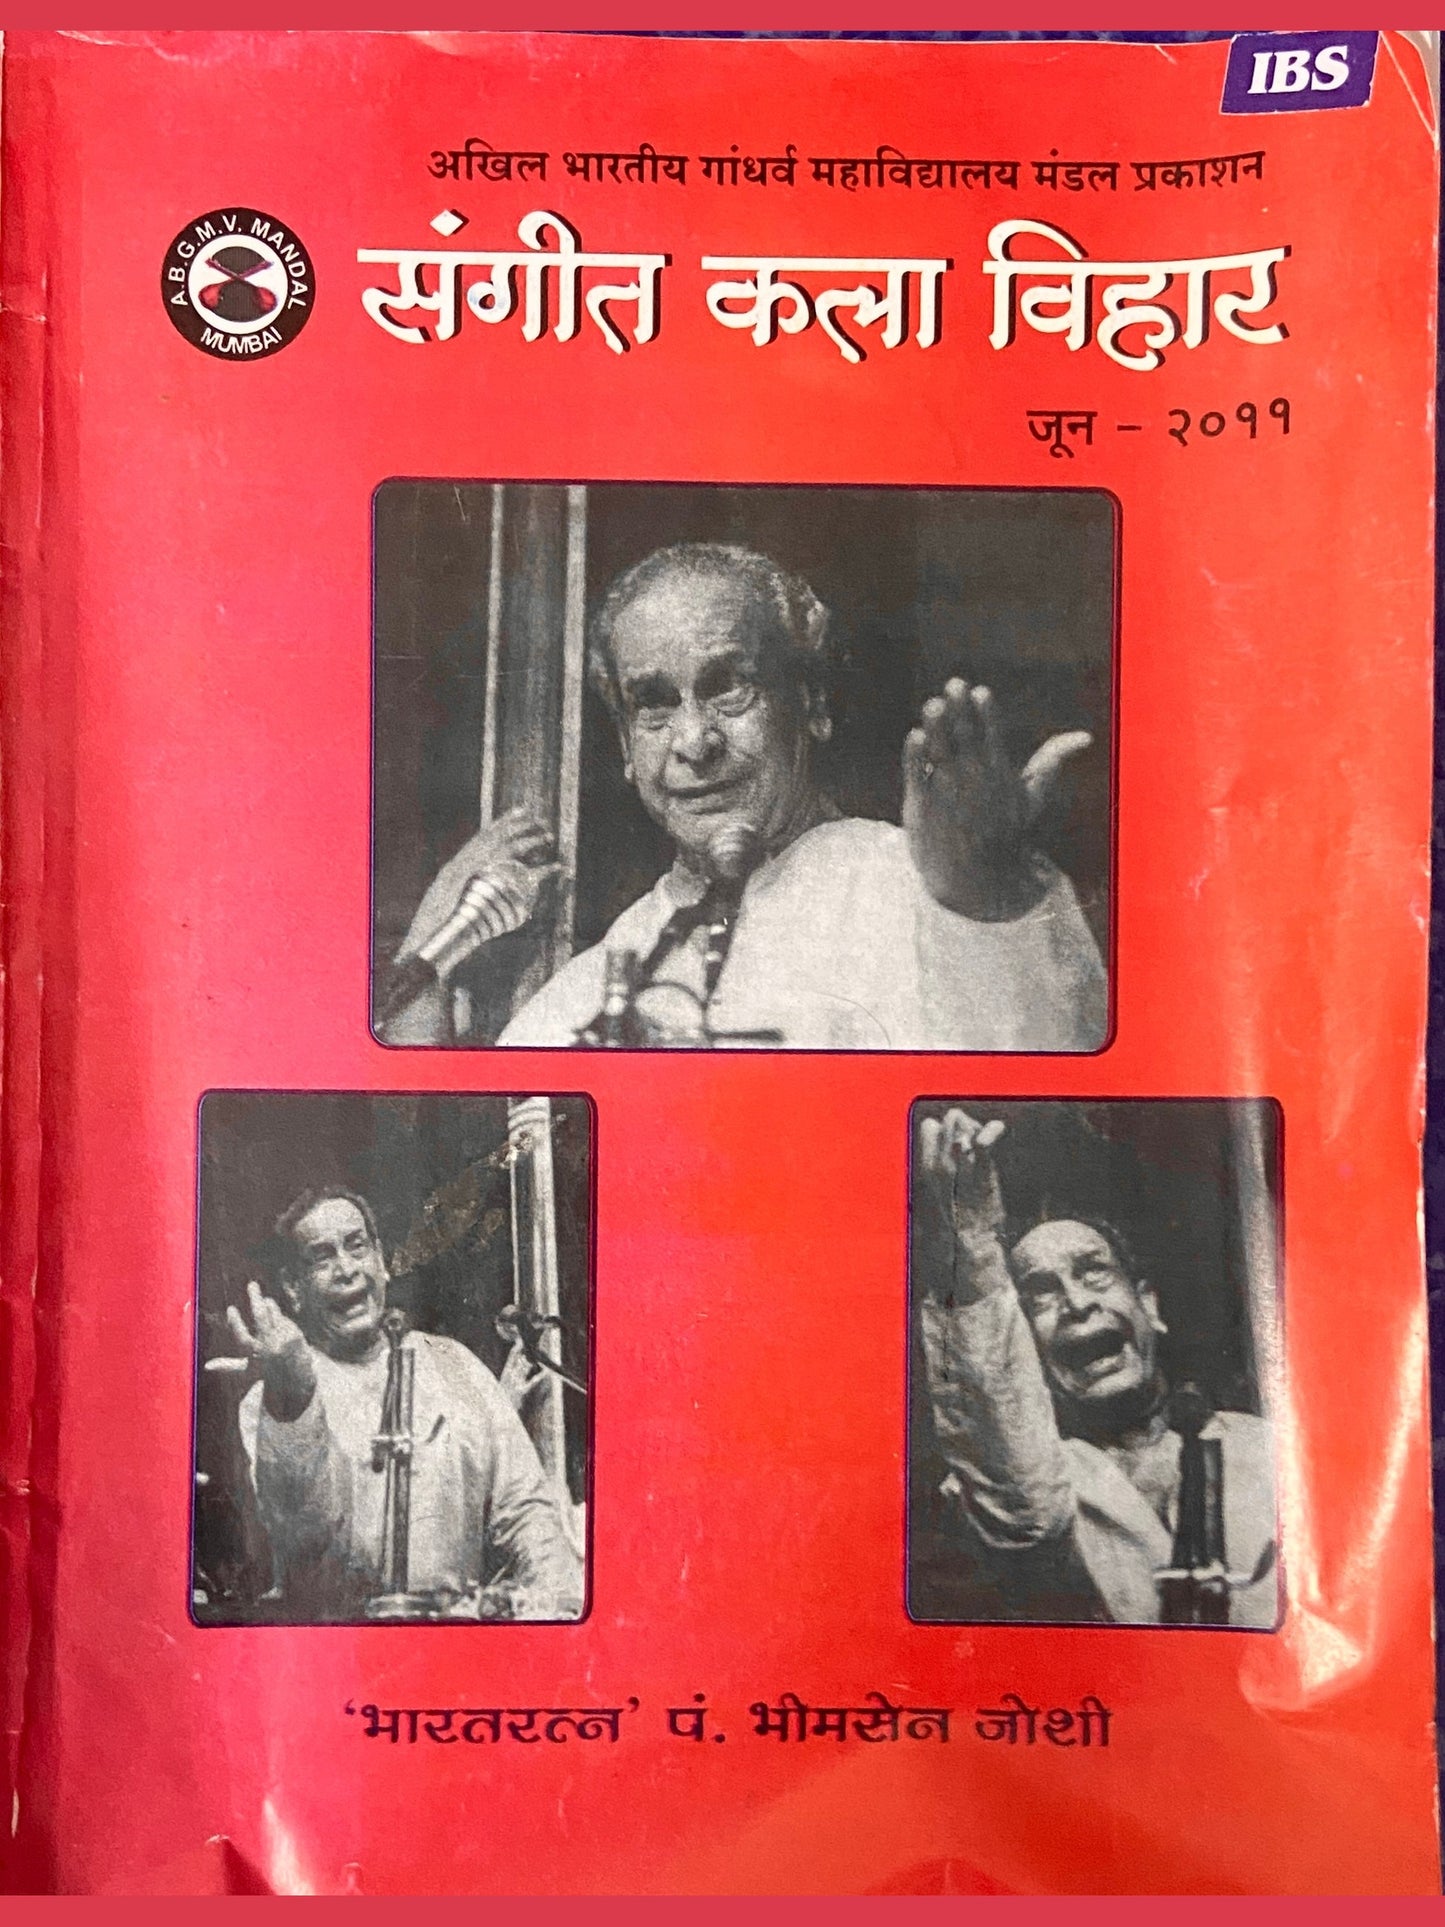 IBS
अखिल भारतीय गांधर्व महाविद्यालय मंडल प्रकाशन
A.B.G.M.V. MANDAL
MUMBAI
संगीत कला विहार
जून - २०११
'भारतरत्न' पं. भीमसेन जोशी